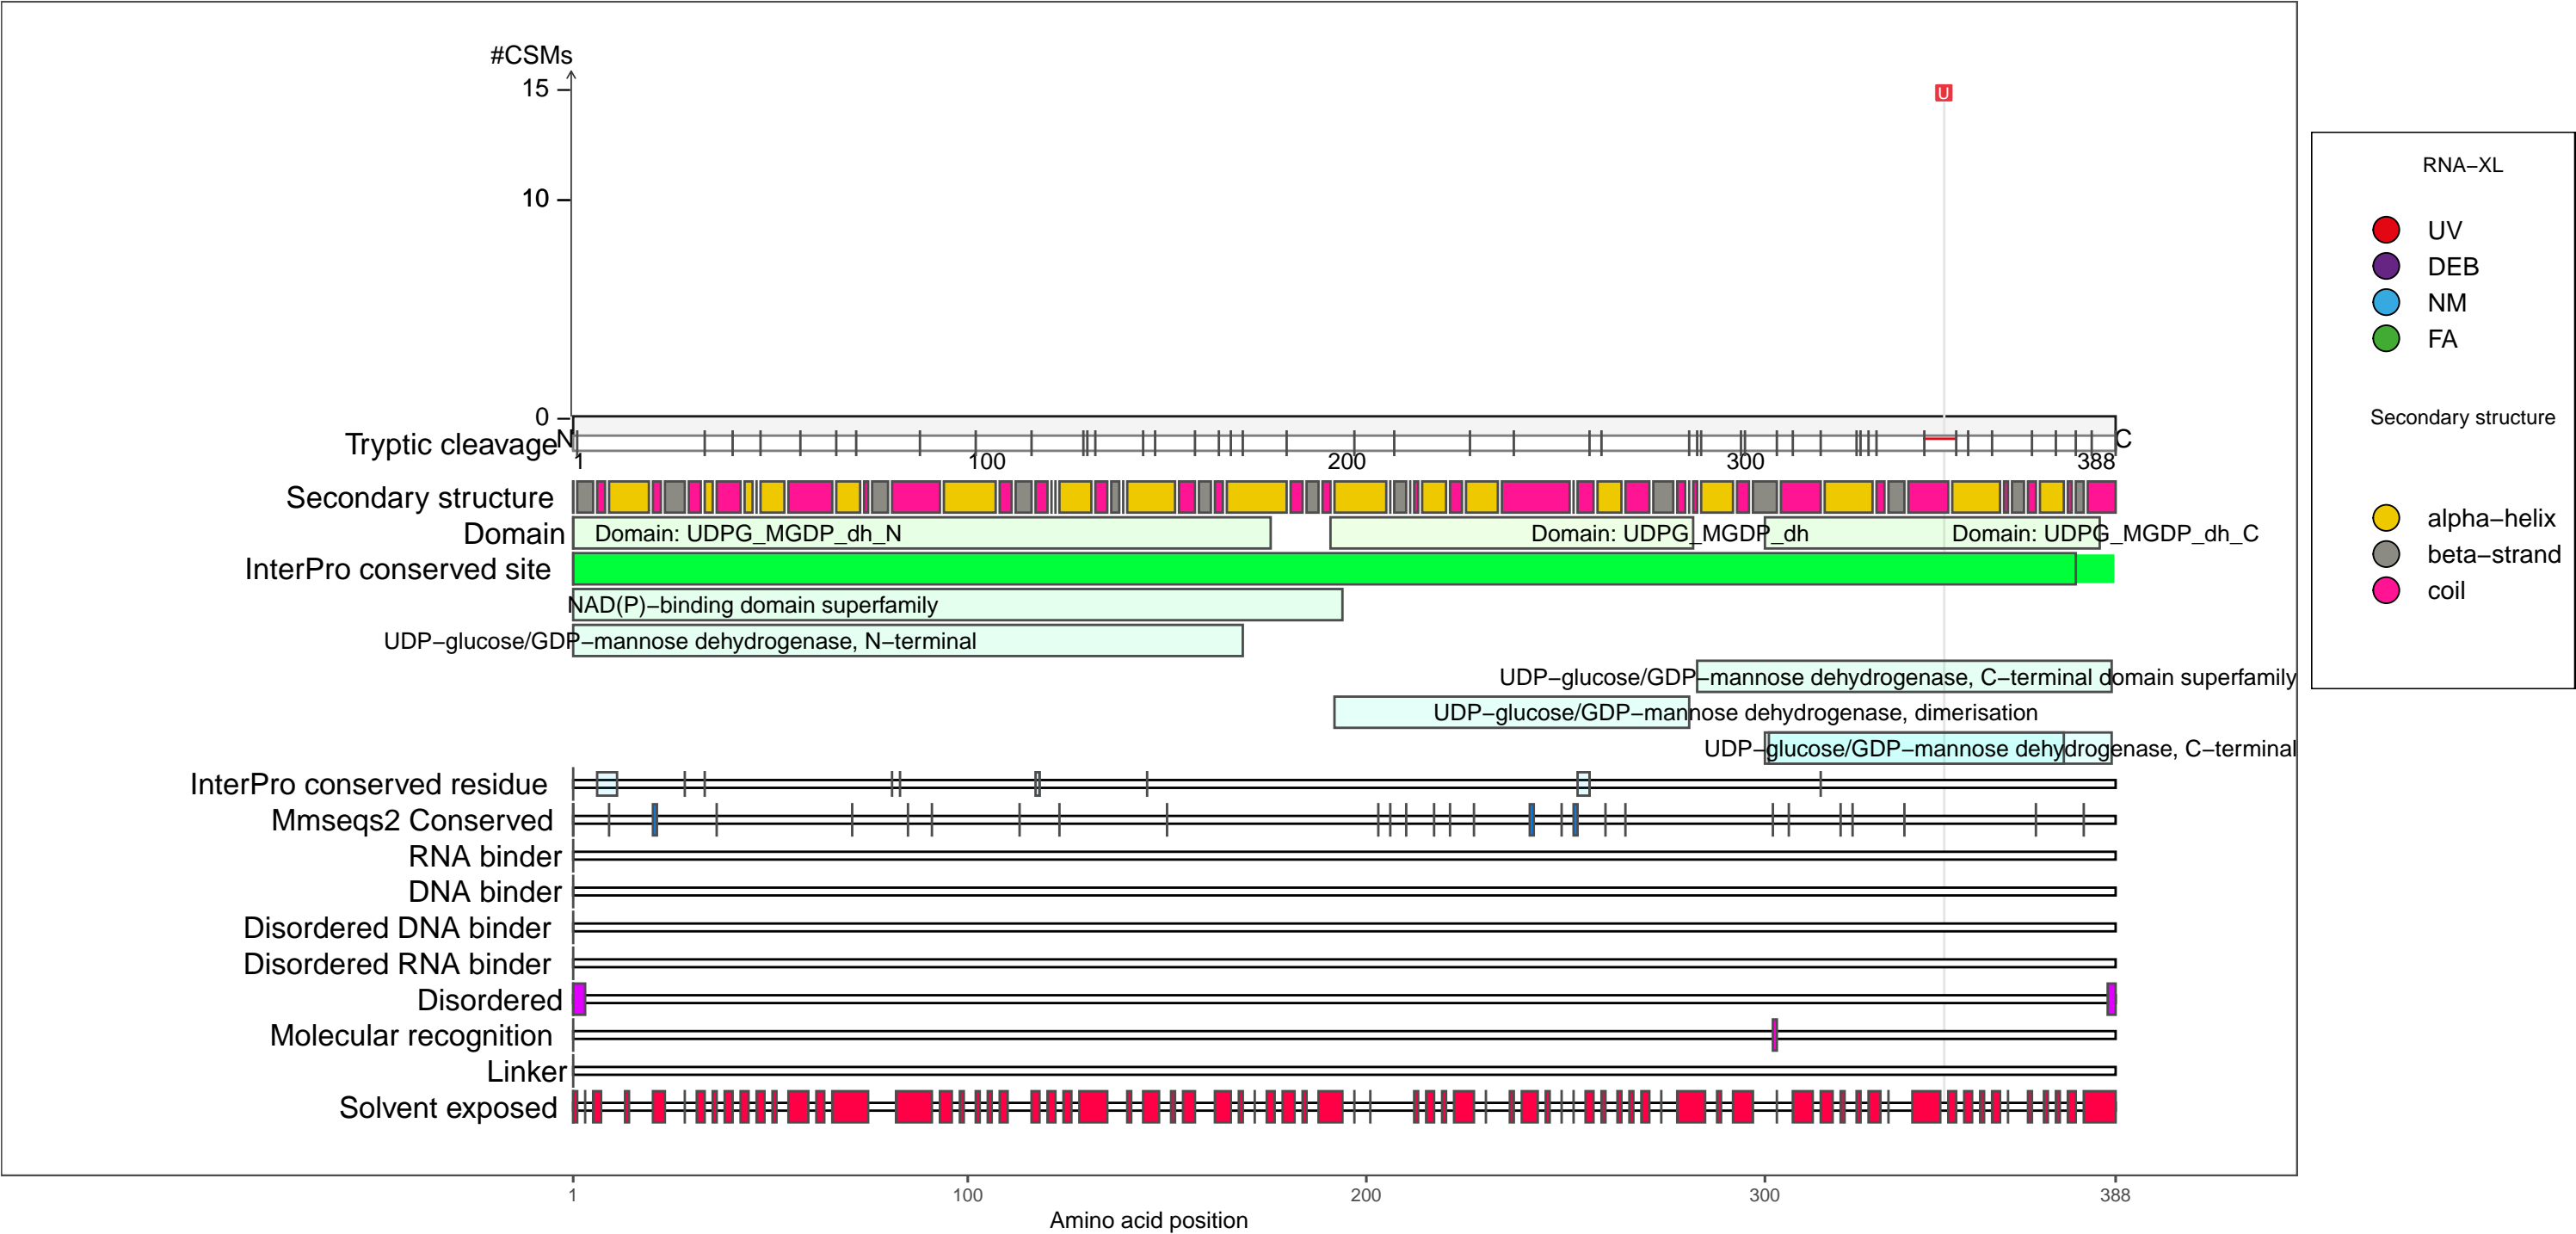 #CSMs
15
U
10
0
Tryptic cleavage N C
1 100 200 300 388
Secondary structure
Domain Domain: UDPG_MGDP_dh_N Domain: UDPG_MGDP_dh Domain: UDPG_MGDP_dh_C
InterPro conserved site
NAD(P)−binding domain superfamily
UDP−glucose/GDP−mannose dehydrogenase, N−terminal
UDP−glucose/GDP−mannose dehydrogenase, C−terminal domain superfamily
UDP−glucose/GDP−mannose dehydrogenase, dimerisation
UDP−glucose/GDP−mannose dehydrogenase, C−terminal
InterPro conserved residue
Mmseqs2 Conserved
RNA binder
DNA binder
Disordered DNA binder
Disordered RNA binder
Disordered
Molecular recognition
Linker
Solvent exposed
1 100 200 300 388
Amino acid position
RNA−XL
UV
DEB
NM
FA
Secondary structure
alpha−helix
beta−strand
coil